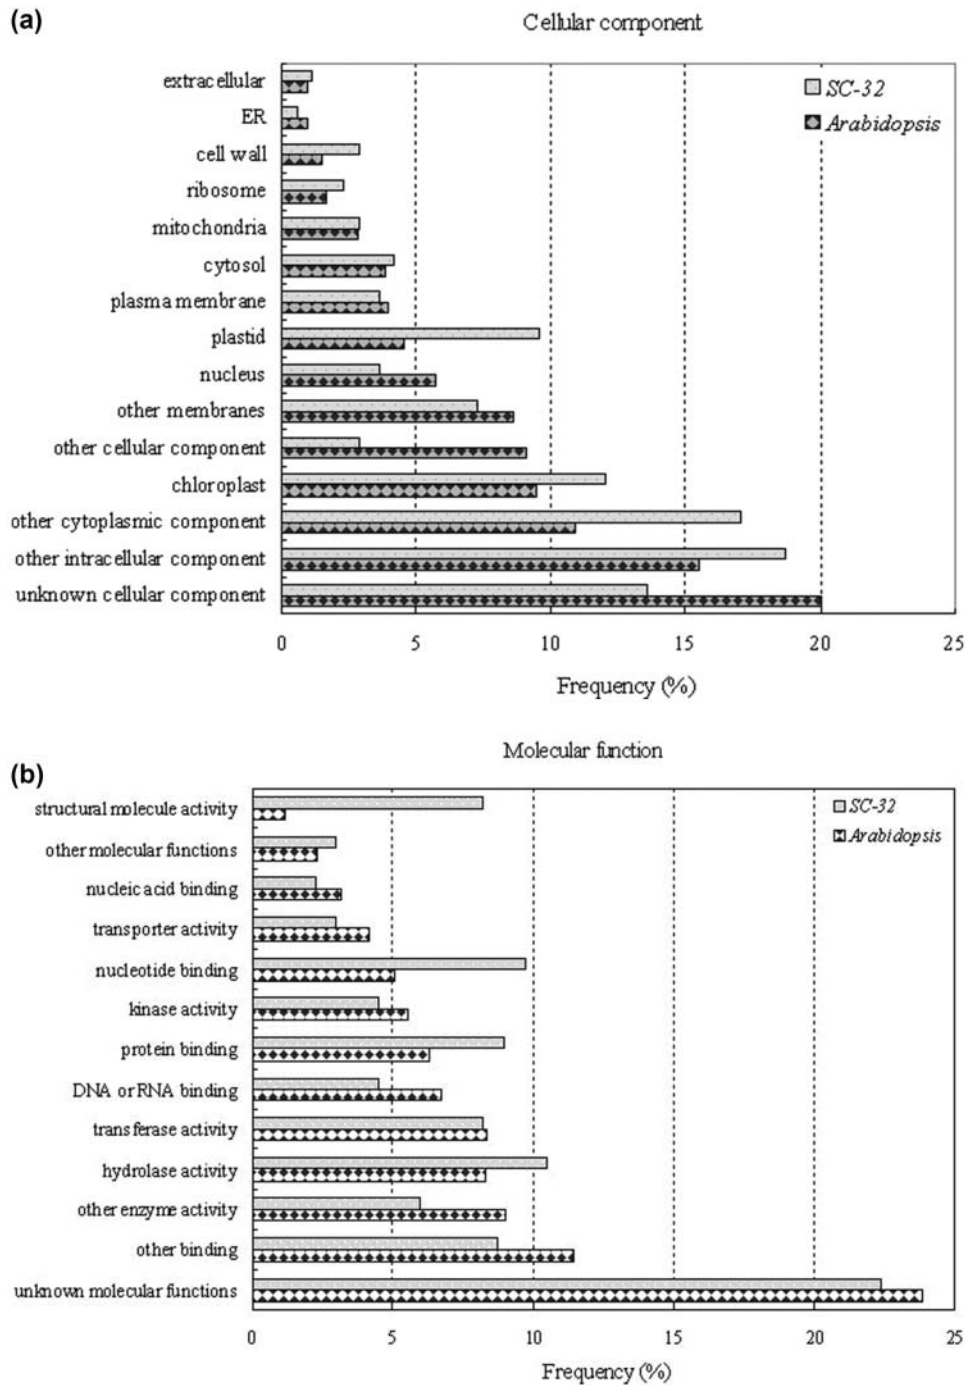 (a)
Cellular component
SC-32
Arabidopsis
extracellular
ER
cell wall
ribosome
mitochondria
cytosol
plasma membrane
plastid
nucleus
other membranes
other cellular component
chloroplast
other cytoplasmic component
other intracellular component
unknown cellular component
0 5 10 15 20 25
Frequency (%)
(b)
Molecular function
SC-32
Arabidopsis
structural molecule activity
other molecular functions
nucleic acid binding
transporter activity
nucleotide binding
kinase activity
protein binding
DNA or RNA binding
transferase activity
hydrolase activity
other enzyme activity
other binding
unknown molecular functions
0 5 10 15 20 25
Frequency (%)